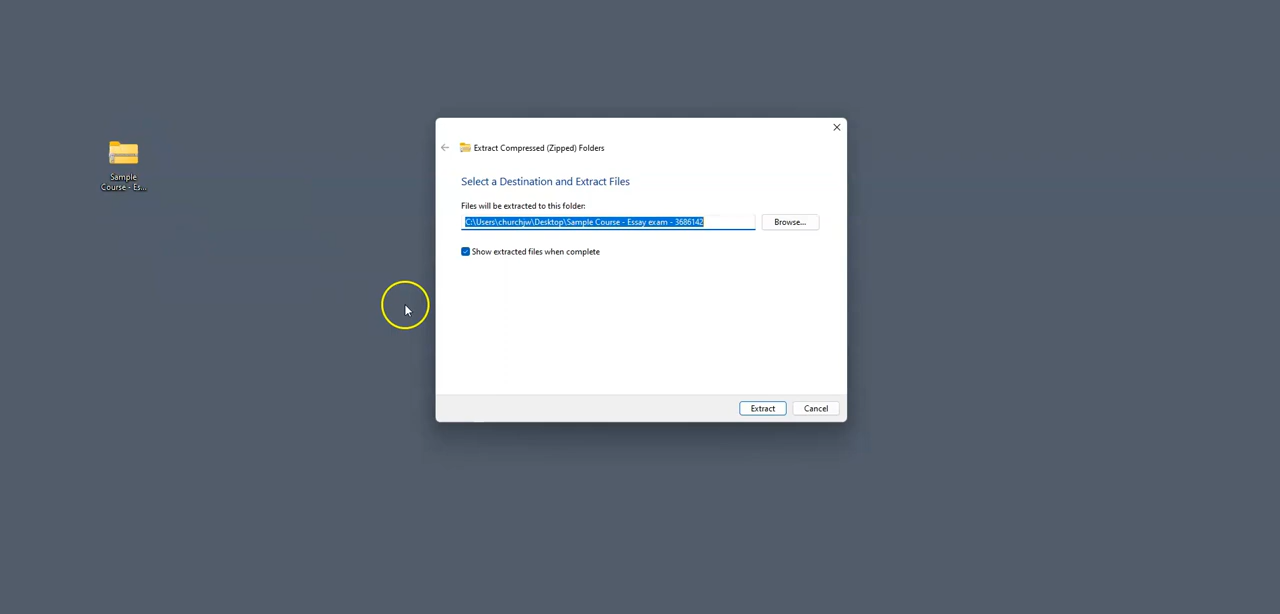 Extract Compressed (Zipped) Folders
Sample
Course - Es...
Select a Destination and Extract Files
Files will be extracted to this folder:
C:\Users\churchjw\Desktop\Sample Course - Essay exam - 3686142
Browse...
Show extracted files when complete
Extract
Cancel